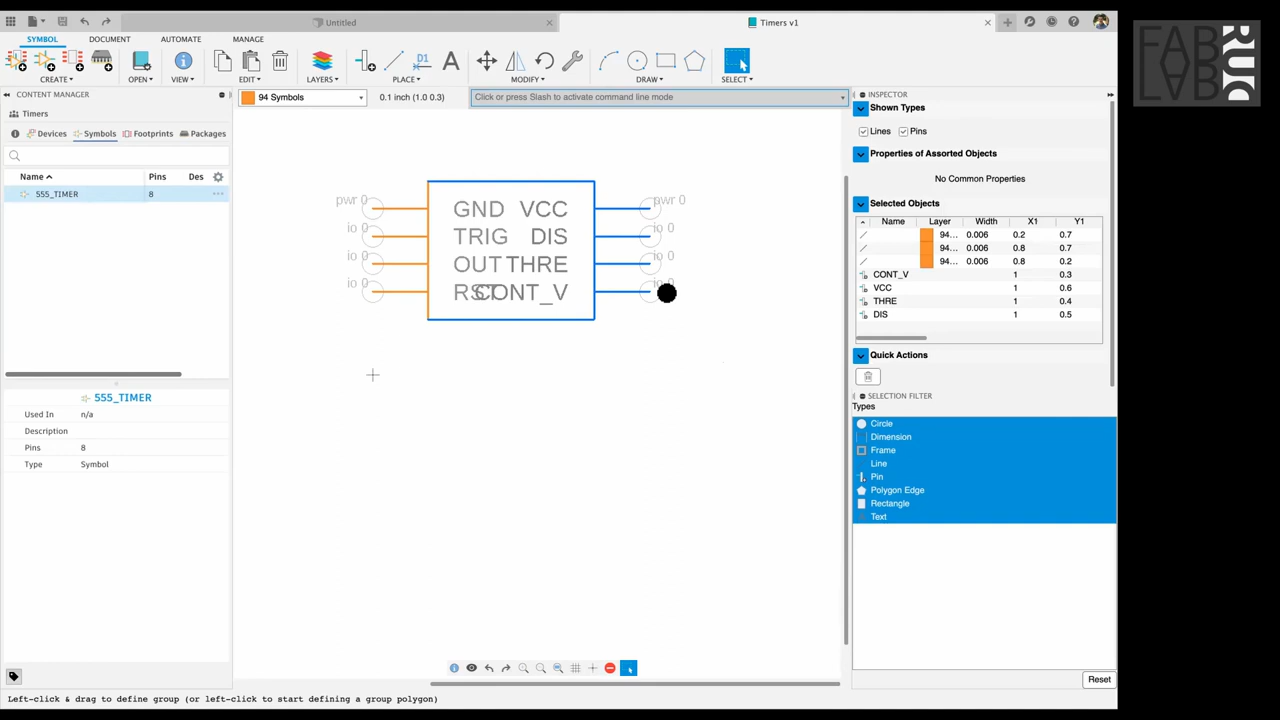 Untitled
Timers v1
SYMBOL DOCUMENT AUTOMATE MANAGE
D1
CREATE OPEN VIEW EDIT LAYERS PLACE MODIFY DRAW SELECT
CONTENT MANAGER
94 Symbols
0.1 inch (1.0 0.3)
Click or press Slash to activate command line mode
INSPECTOR
Timers
Devices Symbols Footprints Packages
Name Pins Des
555_TIMER 8
555_TIMER
Used In n/a
Description
Pins 8
Type Symbol
pwr 0 GND VCC pwr 0
io 0 TRIG DIS io 0
io 0 OUT THRE io 0
io 0 RST CONT_V io 0
Shown Types
Lines Pins
Properties of Assorted Objects
No Common Properties
Selected Objects
Name Layer Width X1 Y1
94... 0.006 0.2 0.7
94... 0.006 0.8 0.7
94... 0.006 0.8 0.2
CONT_V 1 0.3
VCC 1 0.6
THRE 1 0.4
DIS 1 0.5
Quick Actions
SELECTION FILTER
Types
Circle
Dimension
Frame
Line
Pin
Polygon Edge
Rectangle
Text
Reset
Left-click & drag to define group (or left-click to start defining a group polygon)
FAB
LAB
RUC